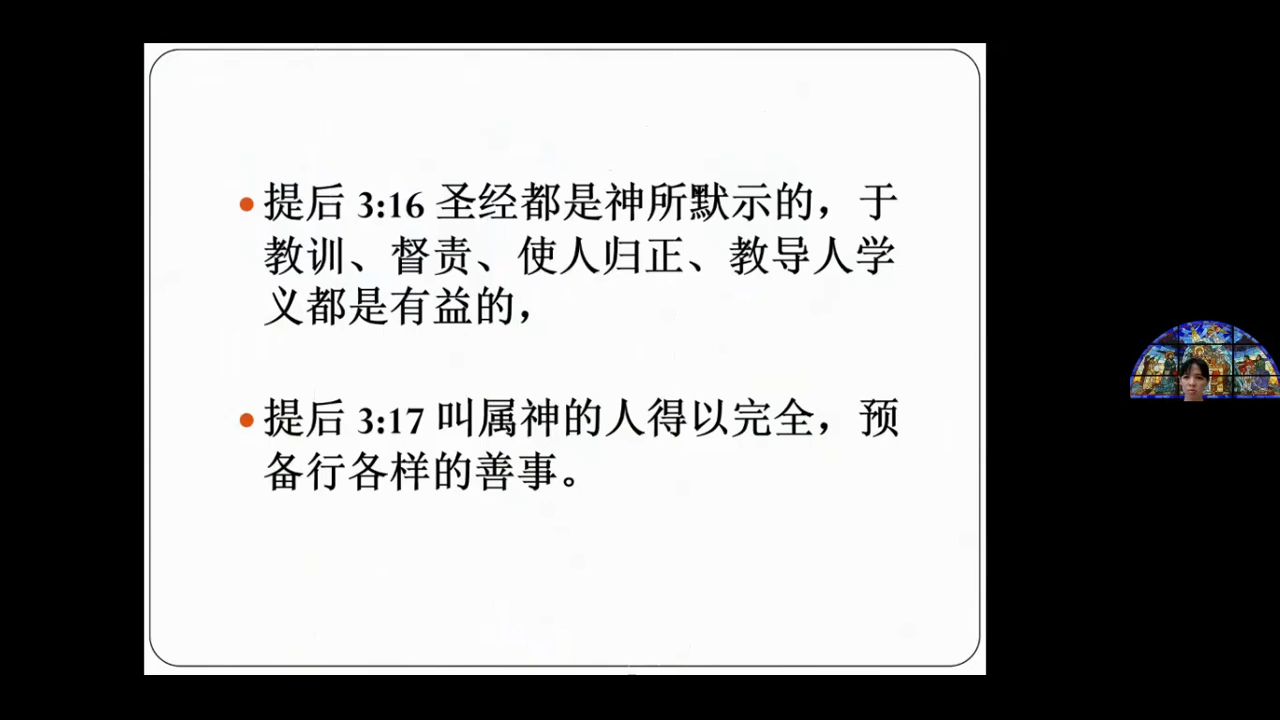 提后 3:16 圣经都是神所默示的，于
教训、督责、使人归正、教导人学
义都是有益的，
提后 3:17 叫属神的人得以完全，预
备行各样的善事。